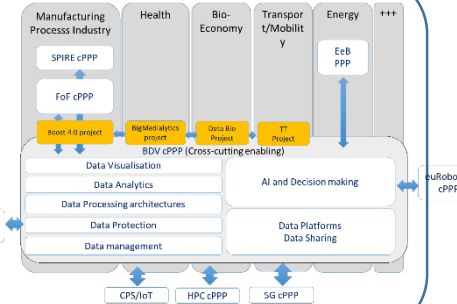 Manufacturing
Processs Industry
Health
Bio-
Economy
Transpor
t/Mobilit
y
Energy
+++
SPIRE cPPP
EeB
PPP
FoF cPPP
Boost 4.0 project
BigMedialytics
project
Data Bio
Project
TT
Project
BDV cPPP (Cross-cutting enabling)
Data Visualisation
Data Analytics
Data Processing architectures
Data Protection
Data management
AI and Decision making
Data Platforms
Data Sharing
euRobo
cPPP
CPS/IoT
HPC cPPP
5G cPPP